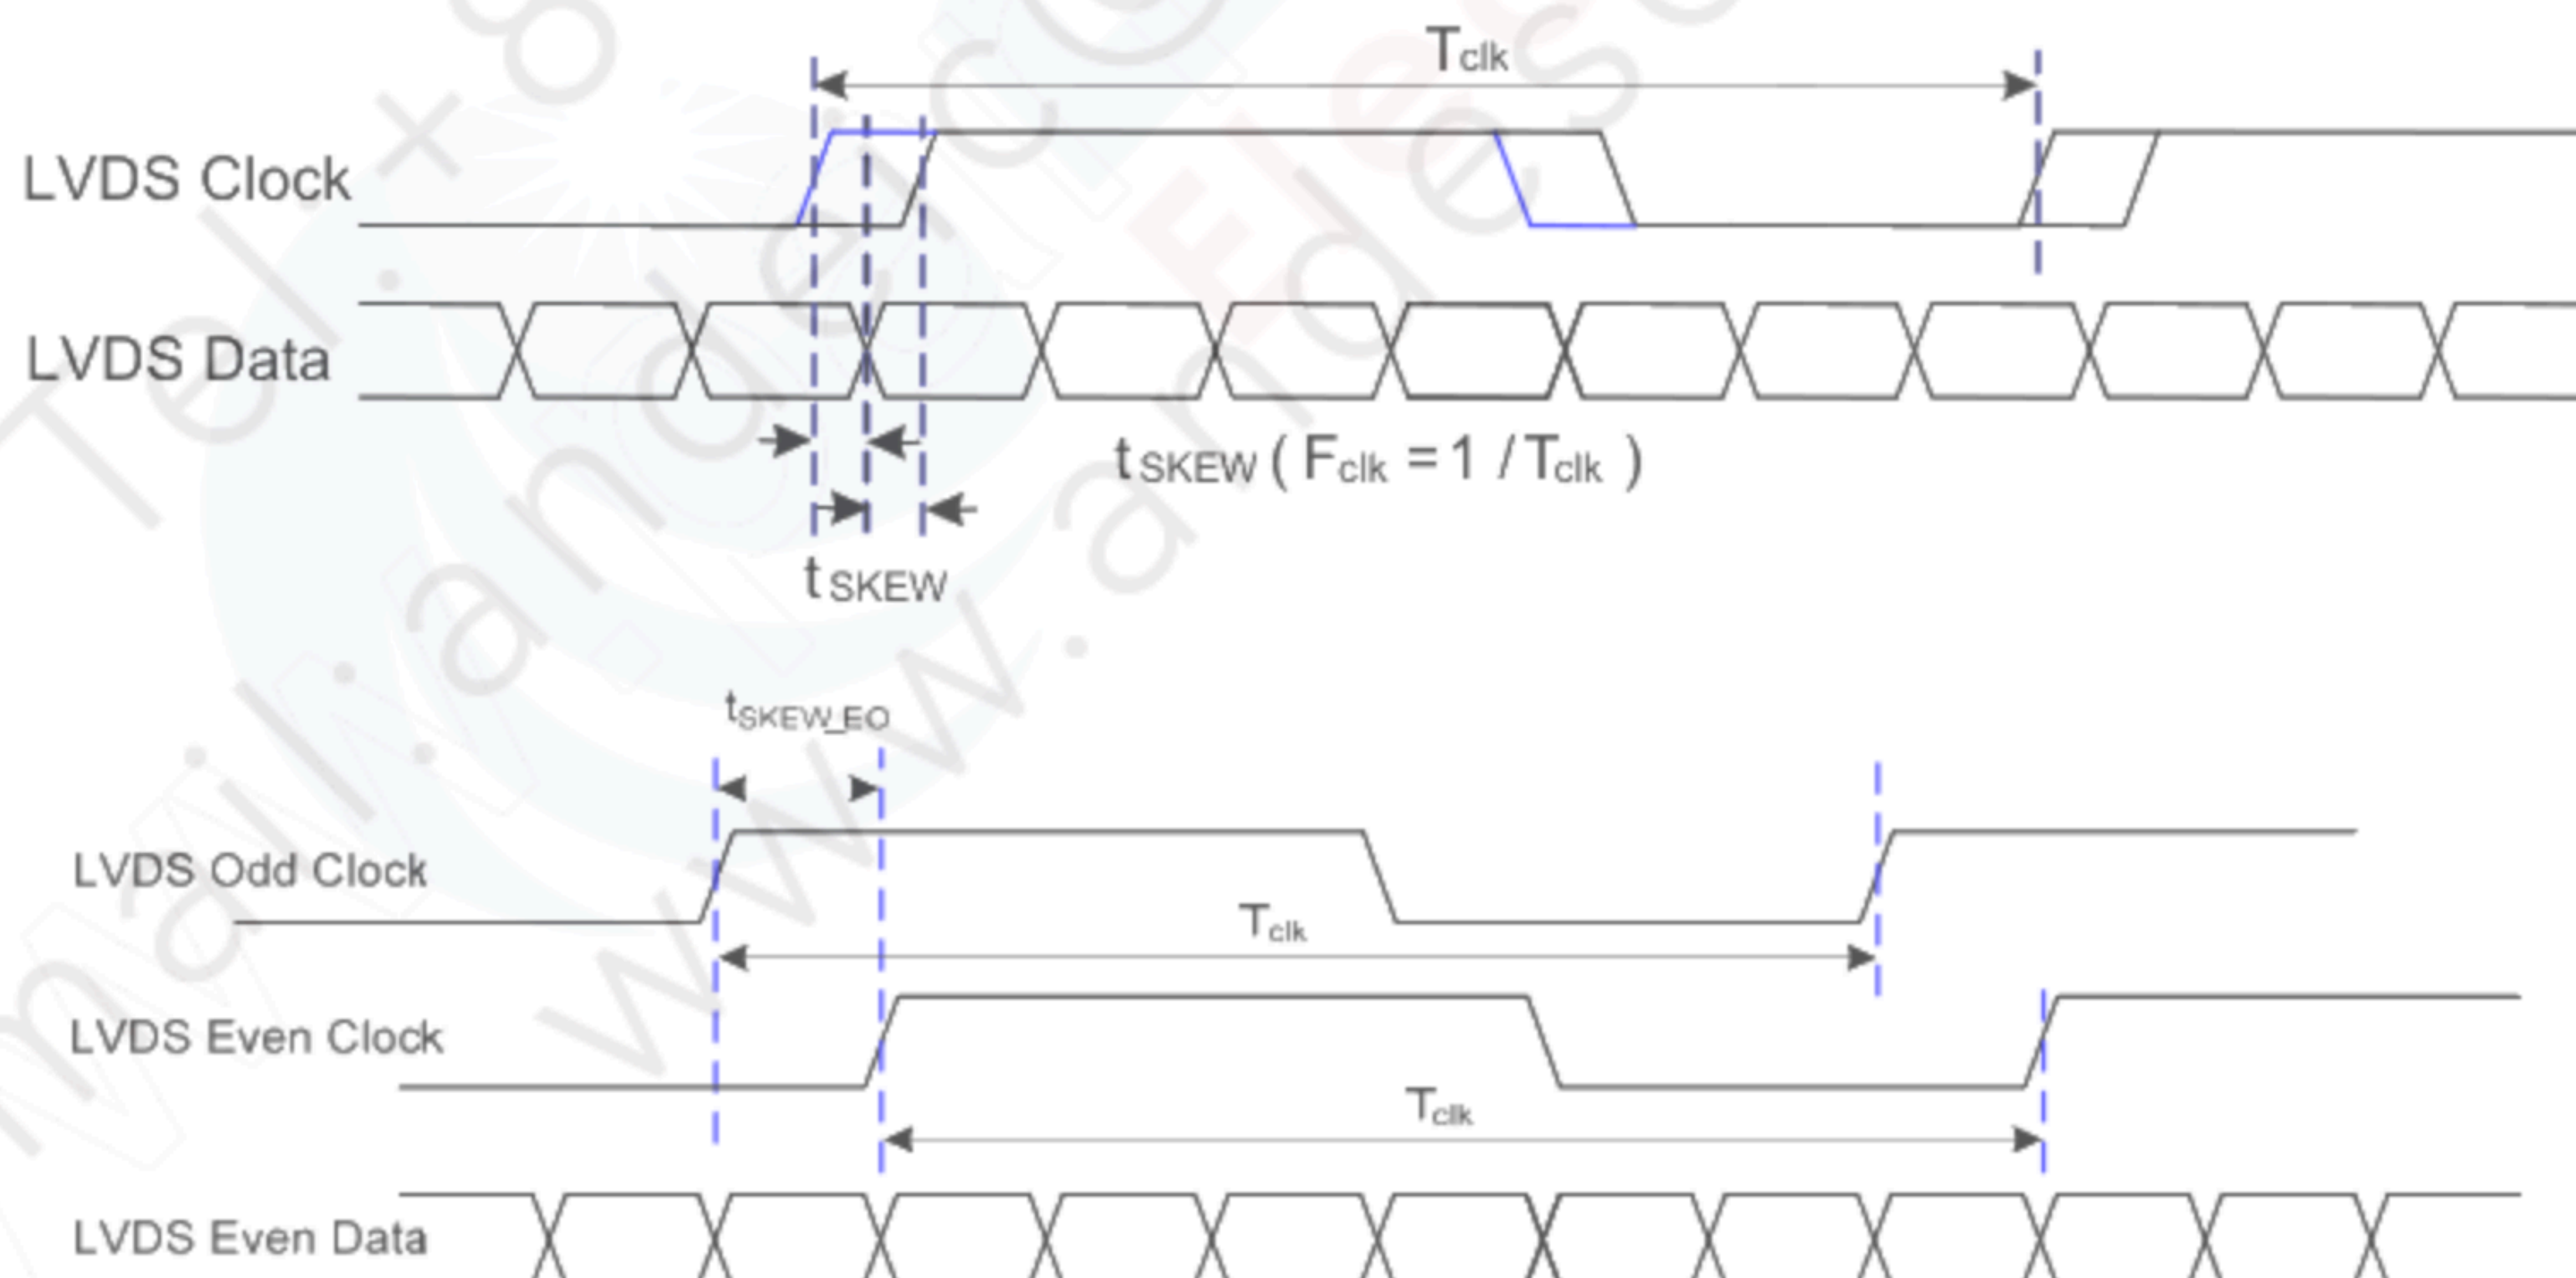 Tclk
LVDS Clock
LVDS Data
tSKEW ( Fclk = 1 / Tclk )
tSKEW
tSKEW_EO
LVDS Odd Clock
Tclk
LVDS Even Clock
Tclk
LVDS Even Data